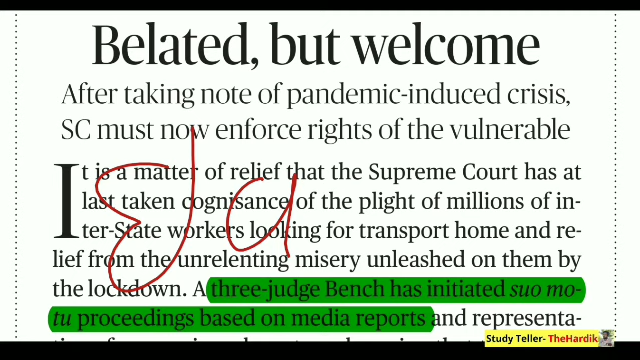 Belated, but welcome
After taking note of pandemic-induced crisis,
SC must now enforce rights of the vulnerable
It is a matter of relief that the Supreme Court has at
last taken cognisance of the plight of millions of in-
ter-State workers looking for transport home and re-
lief from the unrelenting misery unleashed on them by
the lockdown. A three-judge Bench has initiated suo mo-
tu proceedings based on media reports and representa-
Study Teller- TheHardik